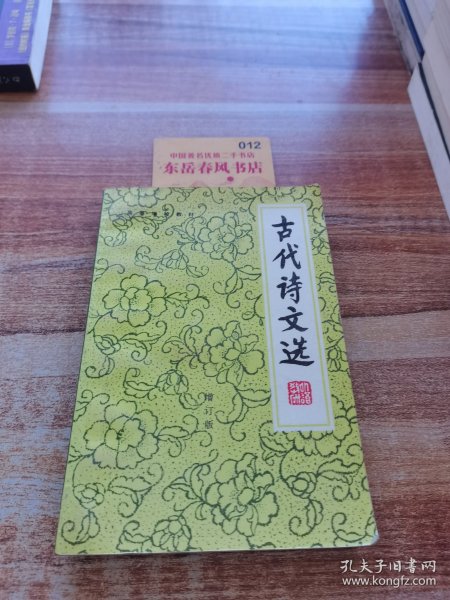 012
中国著名优质二手书店
东岳春风书店
古代诗文选
增订版
孔夫子旧书网
www.kongfz.com